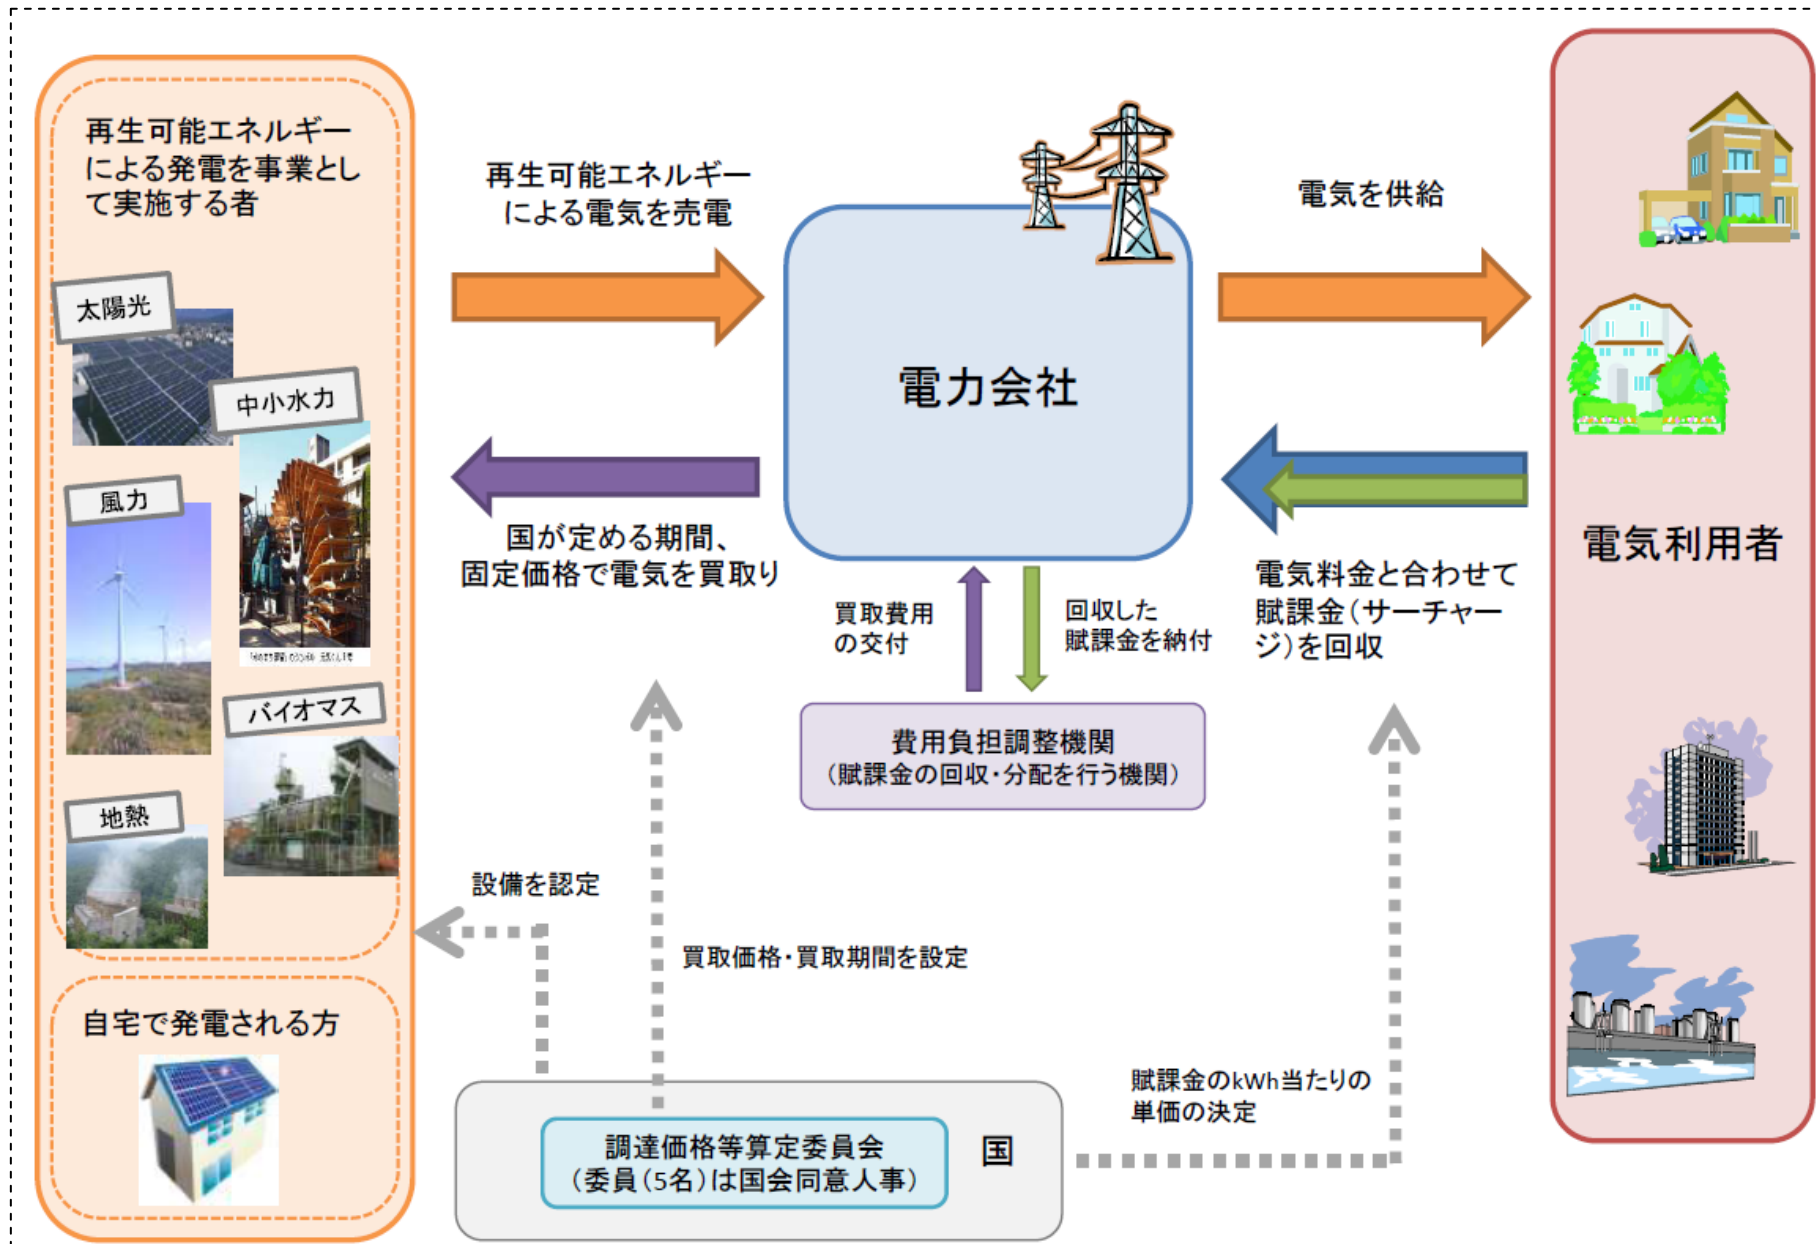 再生可能エネルギー
による発電を事業とし
て実施する者
太陽光
中小水力
風力
バイオマス
地熱
自宅で発電される方
再生可能エネルギー
による電気を売電
国が定める期間、
固定価格で電気を買取り
電力会社
電気を供給
電気料金と合わせて
賦課金（サーチャー
ジ）を回収
電気利用者
買取費用
の交付
回収した
賦課金を納付
費用負担調整機関
（賦課金の回収・分配を行う機関）
設備を認定
買取価格・買取期間を設定
賦課金のkWh当たりの
単価の決定
調達価格等算定委員会
（委員（5名）は国会同意人事）
国